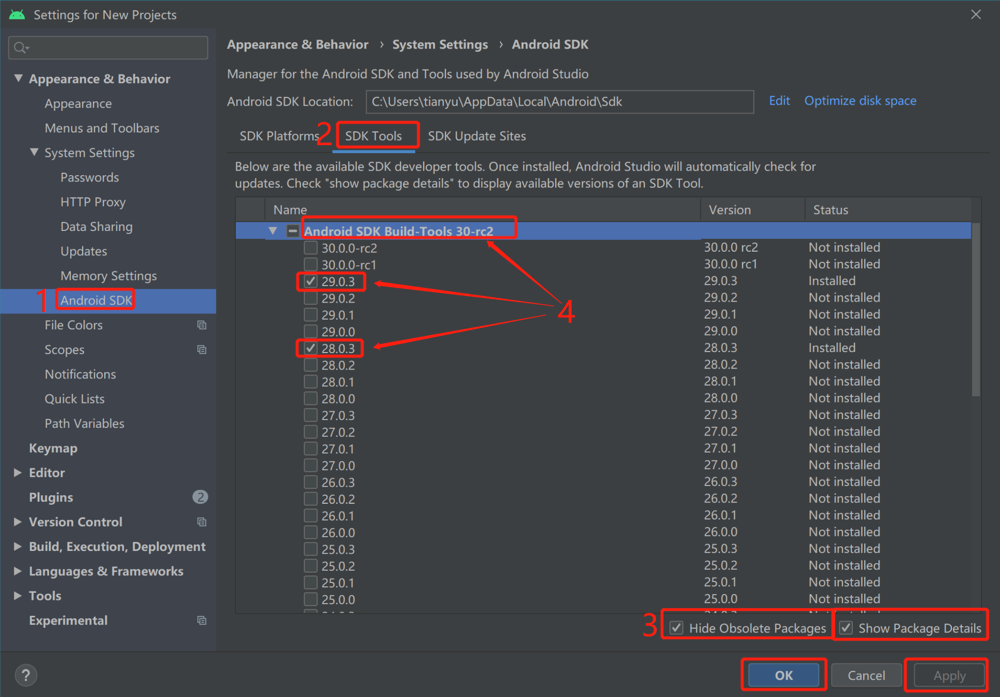 Settings for New Projects
Appearance & Behavior
Appearance
Menus and Toolbars
System Settings
Passwords
HTTP Proxy
Data Sharing
Updates
Memory Settings
1 Android SDK
File Colors
Scopes
Notifications
Quick Lists
Path Variables
Keymap
Editor
Plugins 2
Version Control
Build, Execution, Deployment
Languages & Frameworks
Tools
Experimental
Appearance & Behavior › System Settings › Android SDK
Manager for the Android SDK and Tools used by Android Studio
Android SDK Location: C:\Users\tianyu\AppData\Local\Android\Sdk Edit Optimize disk space
SDK Platforms 2 SDK Tools SDK Update Sites
Below are the available SDK developer tools. Once installed, Android Studio will automatically check for
updates. Check "show package details" to display available versions of an SDK Tool.
Name Version Status
Android SDK Build-Tools 30-rc2
30.0.0-rc2 30.0.0 rc2 Not installed
30.0.0-rc1 30.0.0 rc1 Not installed
29.0.3 29.0.3 Installed
29.0.2 29.0.2 Not installed
4
29.0.1 29.0.1 Not installed
29.0.0 29.0.0 Not installed
28.0.3 28.0.3 Installed
28.0.2 28.0.2 Not installed
28.0.1 28.0.1 Not installed
28.0.0 28.0.0 Not installed
27.0.3 27.0.3 Not installed
27.0.2 27.0.2 Not installed
27.0.1 27.0.1 Not installed
27.0.0 27.0.0 Not installed
26.0.3 26.0.3 Not installed
26.0.2 26.0.2 Not installed
26.0.1 26.0.1 Not installed
26.0.0 26.0.0 Not installed
25.0.3 25.0.3 Not installed
25.0.2 25.0.2 Not installed
25.0.1 25.0.1 Not installed
25.0.0 25.0.0 Not installed
3 Hide Obsolete Packages Show Package Details
? OK Cancel Apply